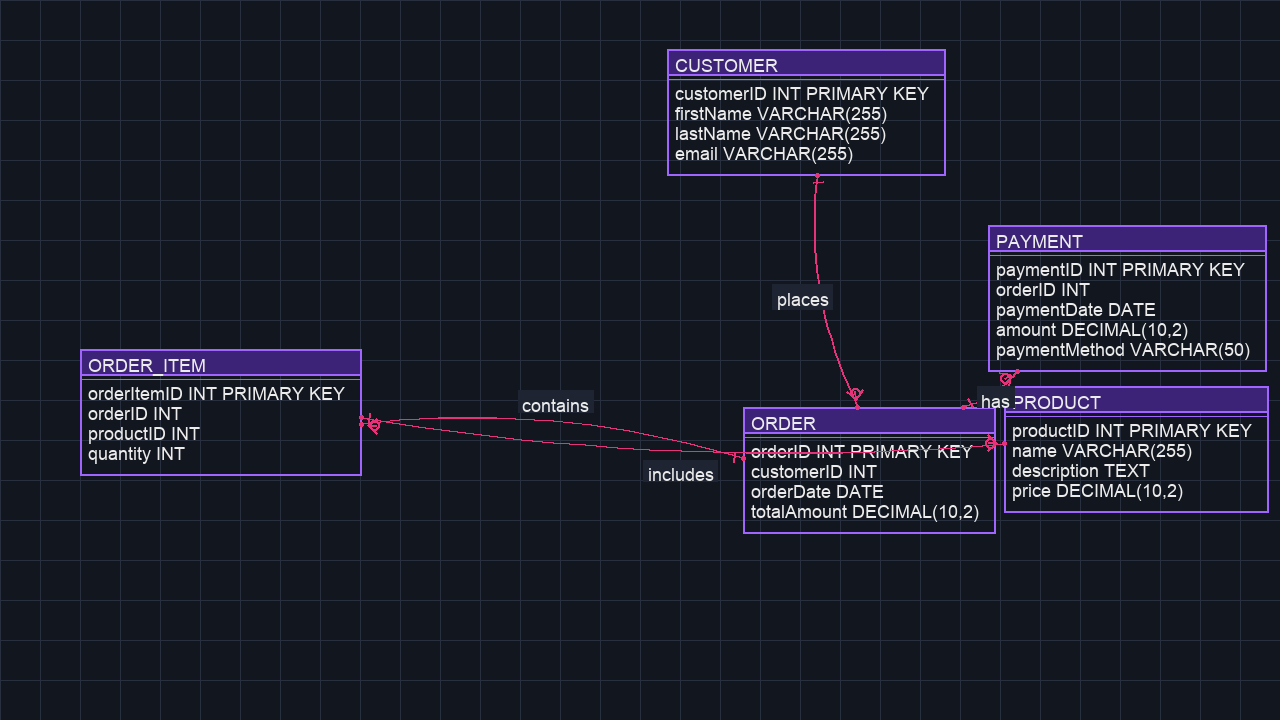 CUSTOMER
customerID INT PRIMARY KEY
firstName VARCHAR(255)
lastName VARCHAR(255)
email VARCHAR(255)
PAYMENT
paymentID INT PRIMARY KEY
orderID INT
paymentDate DATE
amount DECIMAL(10,2)
paymentMethod VARCHAR(50)
places
ORDER_ITEM
orderItemID INT PRIMARY KEY
orderID INT
productID INT
quantity INT
contains
includes
has
ORDER
orderID INT PRIMARY KEY
customerID INT
orderDate DATE
totalAmount DECIMAL(10,2)
PRODUCT
productID INT PRIMARY KEY
name VARCHAR(255)
description TEXT
price DECIMAL(10,2)